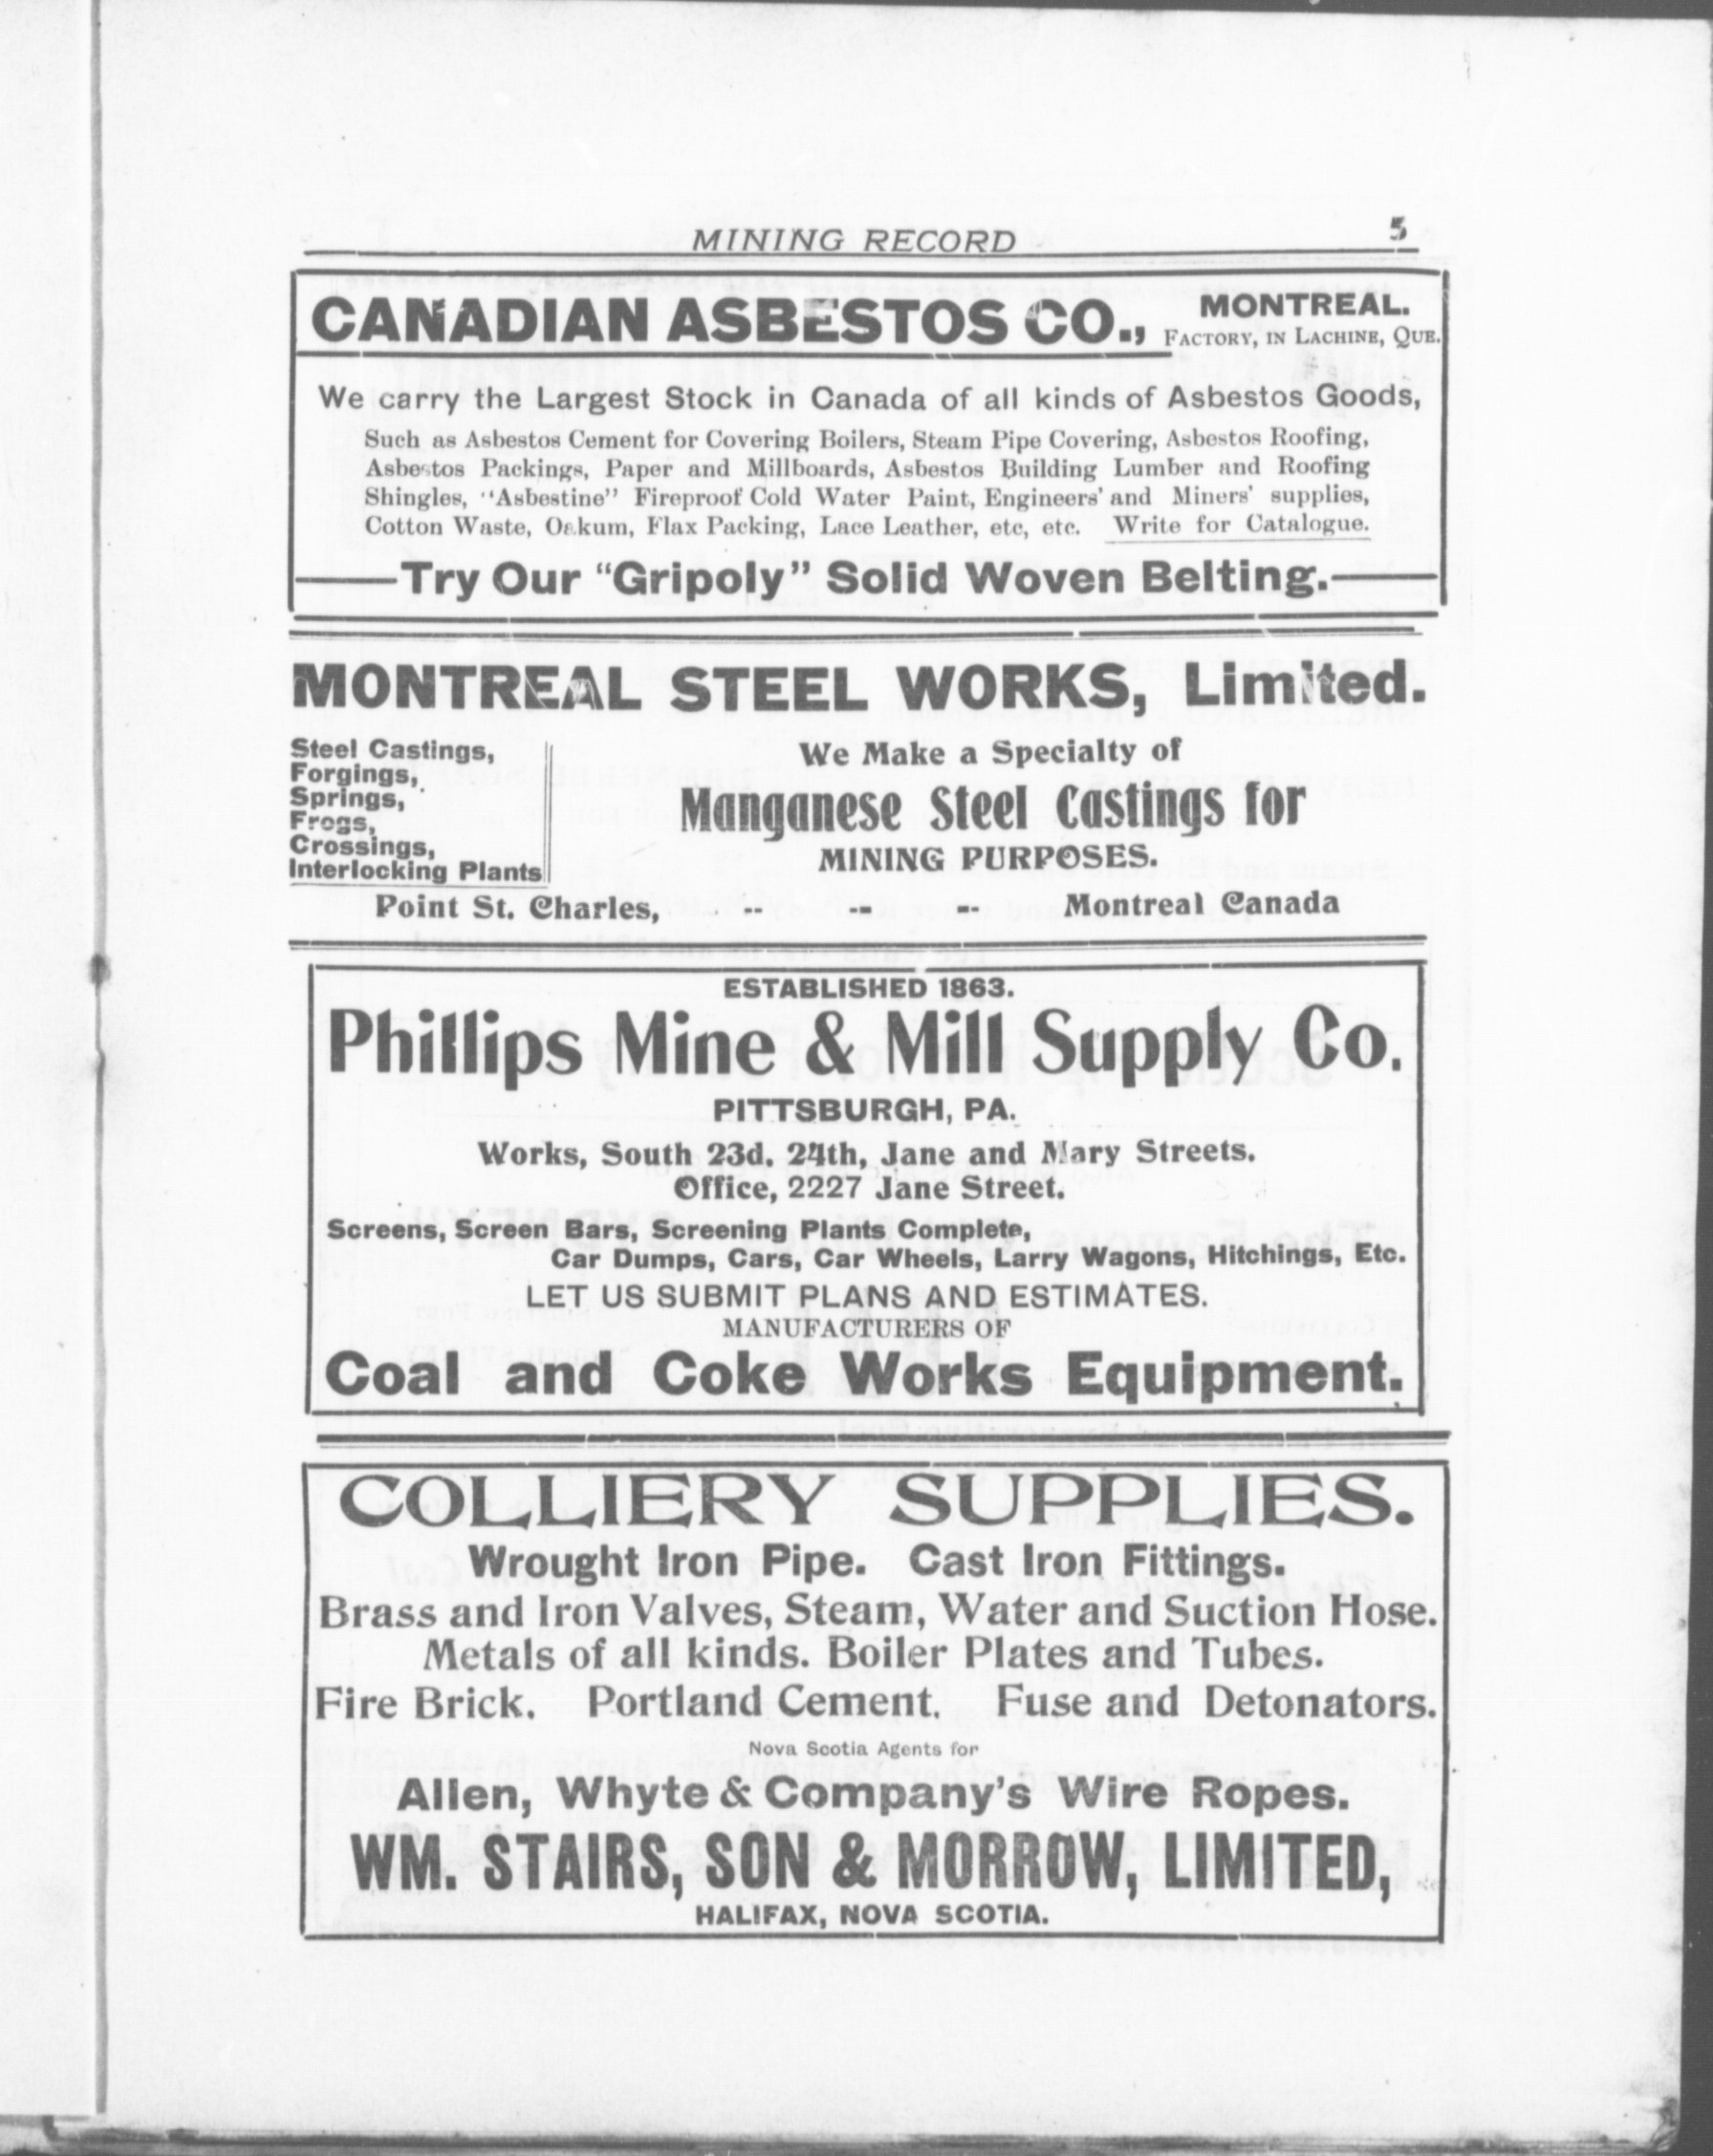 MINING RECORD 5
CANADIAN ASBESTOS CO., MONTREAL.
FACTORY, IN LACHINE, QUE.
We carry the Largest Stock in Canada of all kinds of Asbestos Goods,
Such as Asbestos Cement for Covering Boilers, Steam Pipe Covering, Asbestos Roofing,
Asbestos Packings, Paper and Millboards, Asbestos Building Lumber and Roofing
Shingles, "Asbestine" Fireproof Cold Water Paint, Engineers' and Miners' supplies,
Cotton Waste, Oakum, Flax Packing, Lace Leather, etc, etc. Write for Catalogue.
Try Our "Gripoly" Solid Woven Belting.
MONTREAL STEEL WORKS, Limited.
Steel Castings,
Forgings,
Springs,
Frogs,
Crossings,
Interlocking Plants
We Make a Specialty of
Manganese Steel Castings for
MINING PURPOSES.
Point St. Charles, -- -- -- Montreal Canada
ESTABLISHED 1863.
Phillips Mine & Mill Supply Co.
PITTSBURGH, PA.
Works, South 23d, 24th, Jane and Mary Streets.
Office, 2227 Jane Street.
Screens, Screen Bars, Screening Plants Complete,
Car Dumps, Cars, Car Wheels, Larry Wagons, Hitchings, Etc.
LET US SUBMIT PLANS AND ESTIMATES.
MANUFACTURERS OF
Coal and Coke Works Equipment.
COLLIERY SUPPLIES.
Wrought Iron Pipe. Cast Iron Fittings.
Brass and Iron Valves, Steam, Water and Suction Hose.
Metals of all kinds. Boiler Plates and Tubes.
Fire Brick. Portland Cement. Fuse and Detonators.
Nova Scotia Agents for
Allen, Whyte & Company's Wire Ropes.
WM. STAIRS, SON & MORROW, LIMITED,
HALIFAX, NOVA SCOTIA.